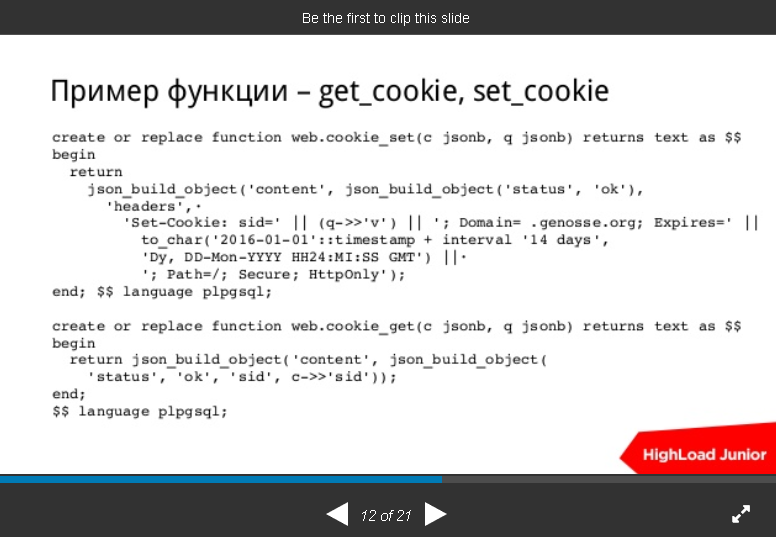 Be the first to clip this slide
Пример функции – get_cookie, set_cookie
create or replace function web.cookie_set(c jsonb, q jsonb) returns text as $$
begin
return
json_build_object('content', json_build_object('status', 'ok'),
'headers',·
'Set-Cookie: sid=' || (q->>'v') || '; Domain= .genosse.org; Expires=' ||
to_char('2016-01-01'::timestamp + interval '14 days',
'Dy, DD-Mon-YYYY HH24:MI:SS GMT') ||·
'; Path=/; Secure; HttpOnly');
end; $$ language plpgsql;
create or replace function web.cookie_get(c jsonb, q jsonb) returns text as $$
begin
return json_build_object('content', json_build_object(
'status', 'ok', 'sid', c->>'sid'));
end;
$$ language plpgsql;
HighLoad Junior
12 of 21